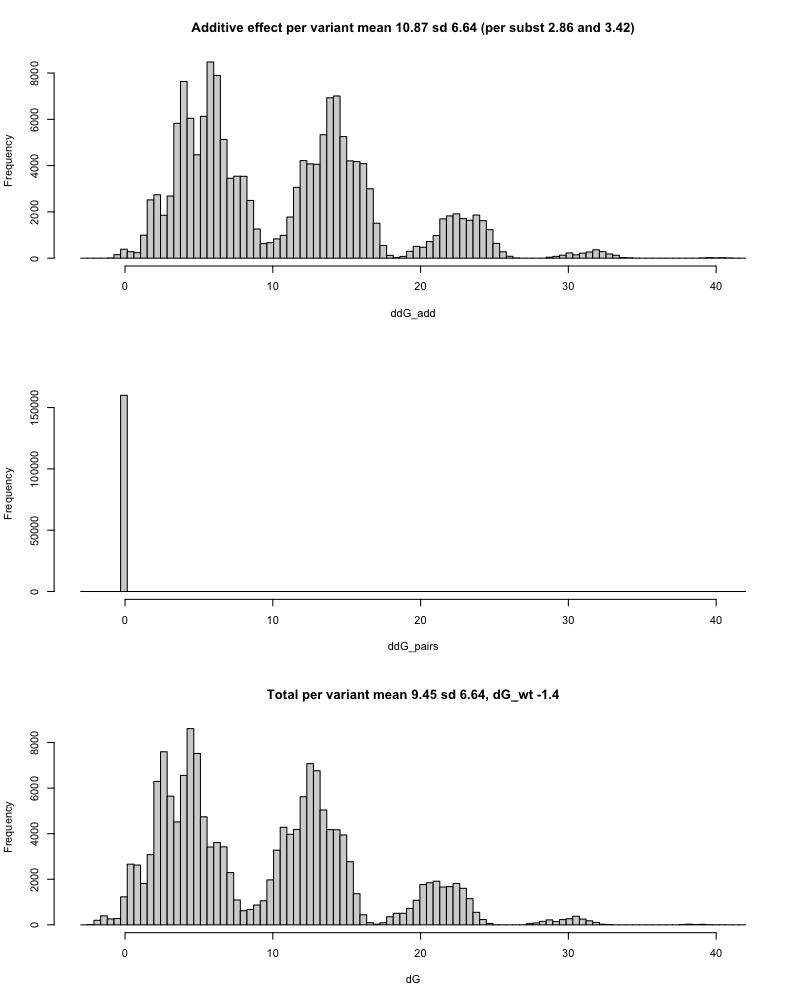 Additive effect per variant mean 10.87 sd 6.64 (per subst 2.86 and 3.42)
Frequency
0 2000 4000 6000 8000
0 10 20 30 40
ddG_add
Frequency
0 50000 100000 150000
0 10 20 30 40
ddG_pairs
Total per variant mean 9.45 sd 6.64, dG_wt -1.4
Frequency
0 2000 4000 6000 8000
0 10 20 30 40
dG